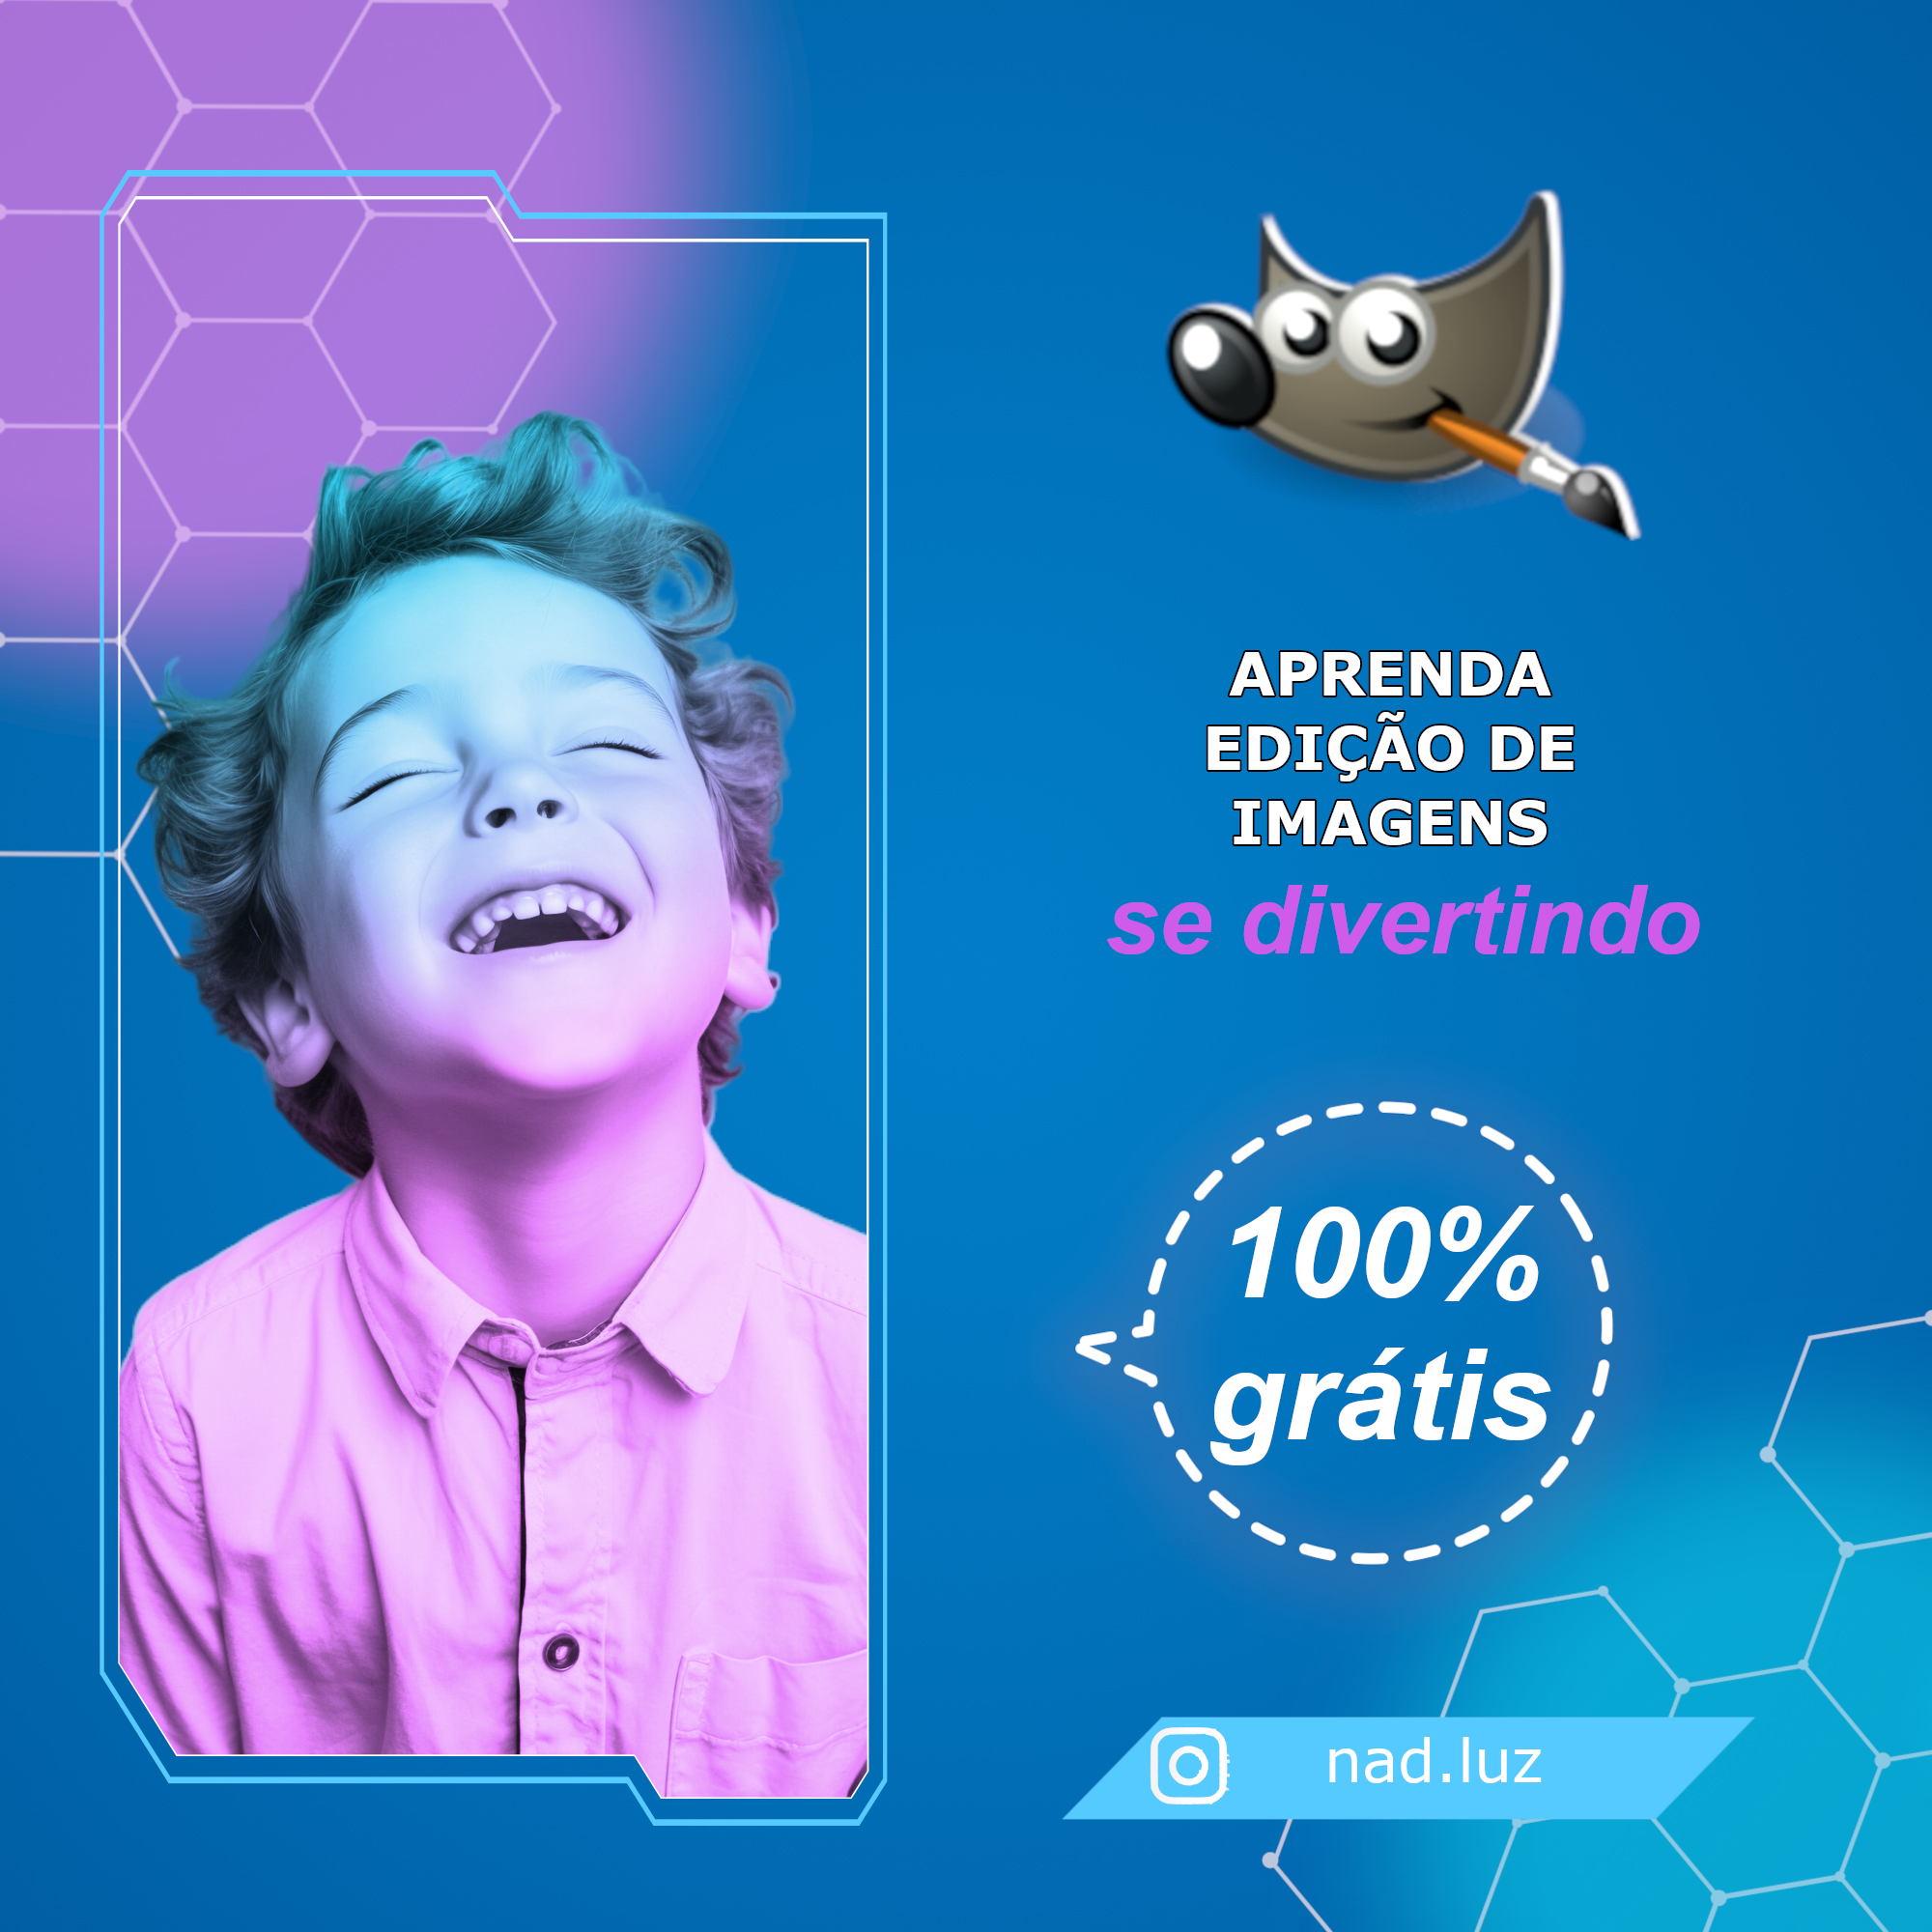 APRENDA
EDIÇÃO DE
IMAGENS
se divertindo
100%
grátis
nad.luz